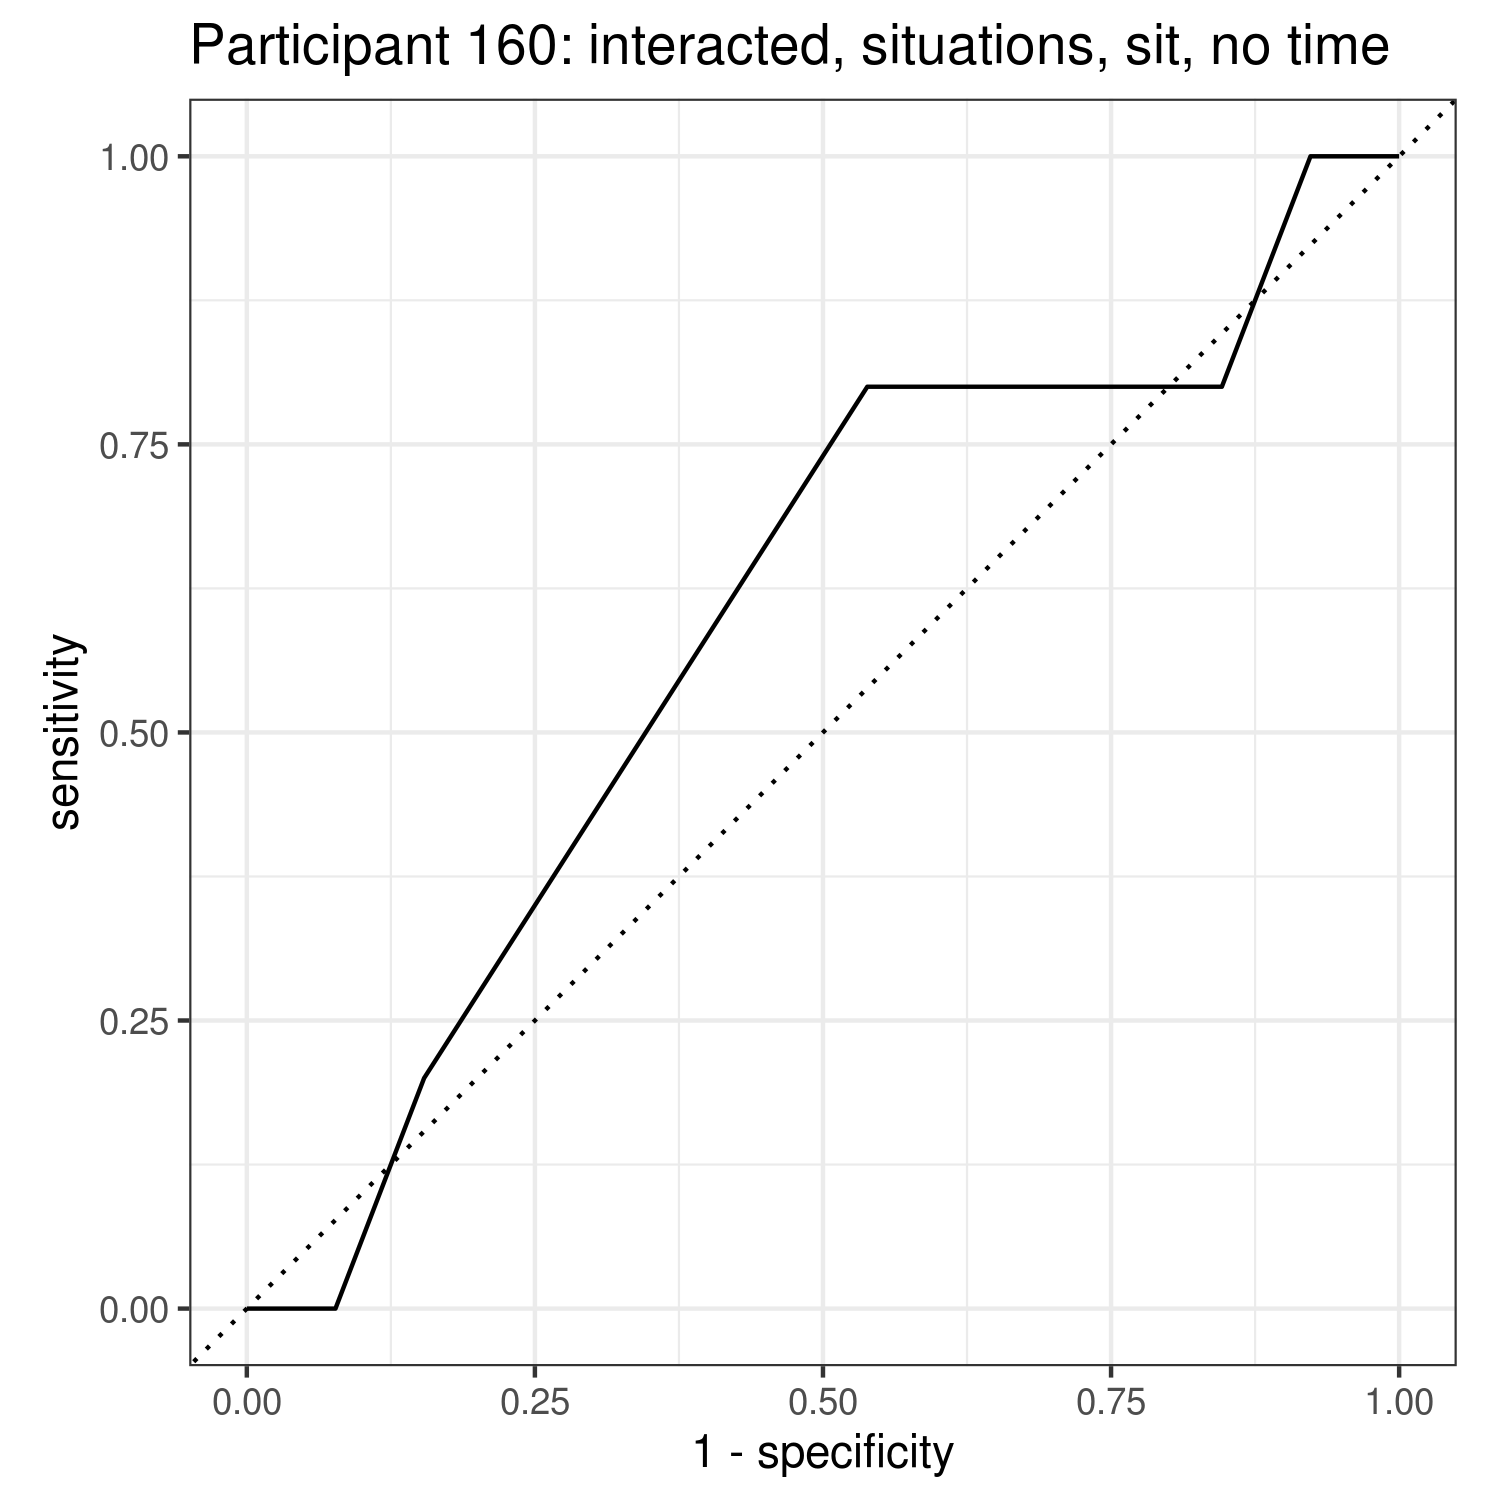 Participant 160: interacted, situations, sit, no time
1.00
0.75
0.50
0.25
0.00
sensitivity
0.00 0.25 0.50 0.75 1.00
1 - specificity